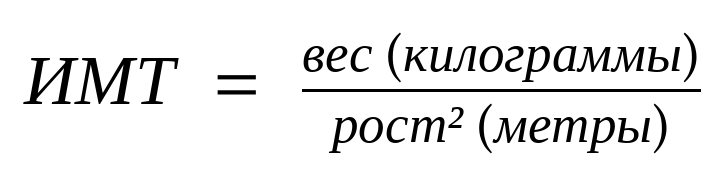 ИМТ = вес (килограммы)
рост² (метры)